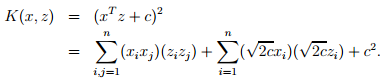 K(x, z) = (x^T z + c)^2
= \sum_{i,j=1}^{n} (x_i x_j)(z_i z_j) + \sum_{i=1}^{n} (\sqrt{2c} x_i)(\sqrt{2c} z_i) + c^2.